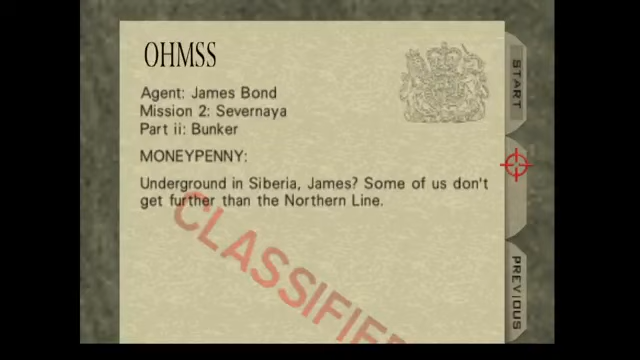 OHMSS
Agent: James Bond
Mission 2: Severnaya
Part ii: Bunker
MONEYPENNY:
Underground in Siberia, James? Some of us don't
get further than the Northern Line.
CLASSIFIED
START
PREVIOUS